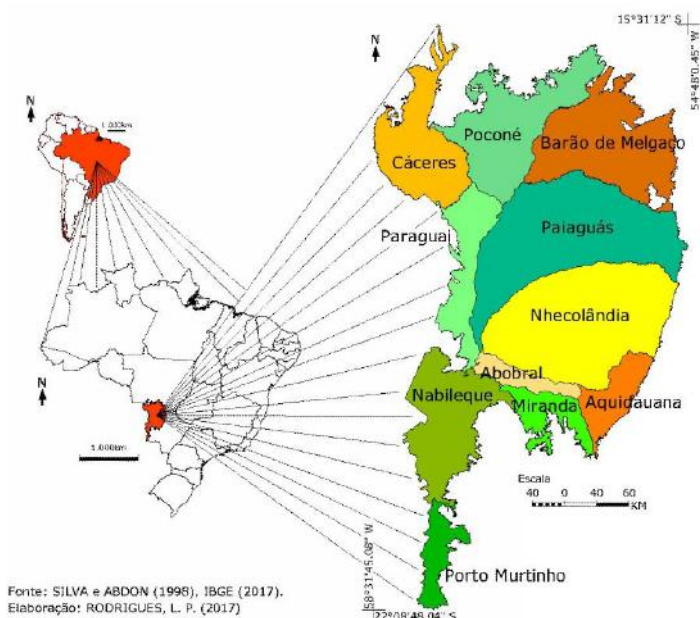 15°31'12" S
54°48'0.45" W
N
N
1.000km
Poconé
Barão de Melgaço
Cáceres
Paraguai
Paiaguás
Nhecolândia
N
Abobral
Nabileque
Miranda
Aquidauana
1.000km
Escala
40 0 40 60
KM
58°31'45.08" W
Porto Murtinho
22°08'48.04" S
Fonte: SILVA e ABDON (1998), IBGE (2017).
Elaboração: RODRIGUES, L. P. (2017)